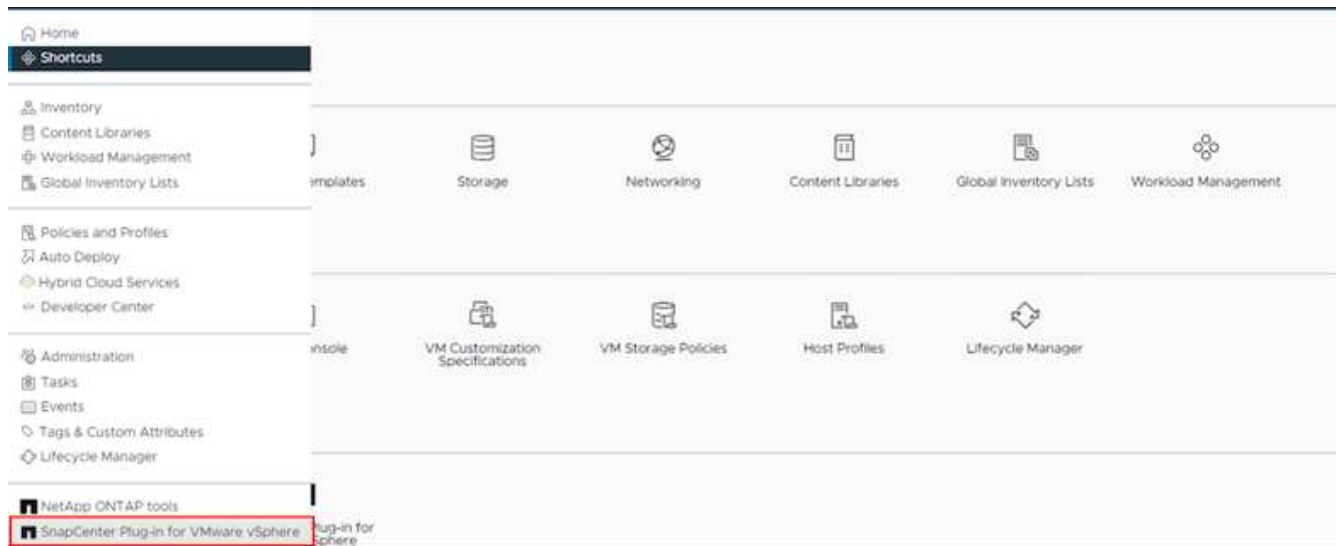 Home
Shortcuts
Inventory
Content Libraries
Workload Management
Global Inventory Lists
Policies and Profiles
Auto Deploy
Hybrid Cloud Services
Developer Center
Administration
Tasks
Events
Tags & Custom Attributes
Lifecycle Manager
NetApp ONTAP tools
SnapCenter Plug-in for VMware vSphere
emplates
Storage
Networking
Content Libraries
Global Inventory Lists
Workload Management
onsole
VM Customization
Specifications
VM Storage Policies
Host Profiles
Lifecycle Manager
lug-in for
Sphere